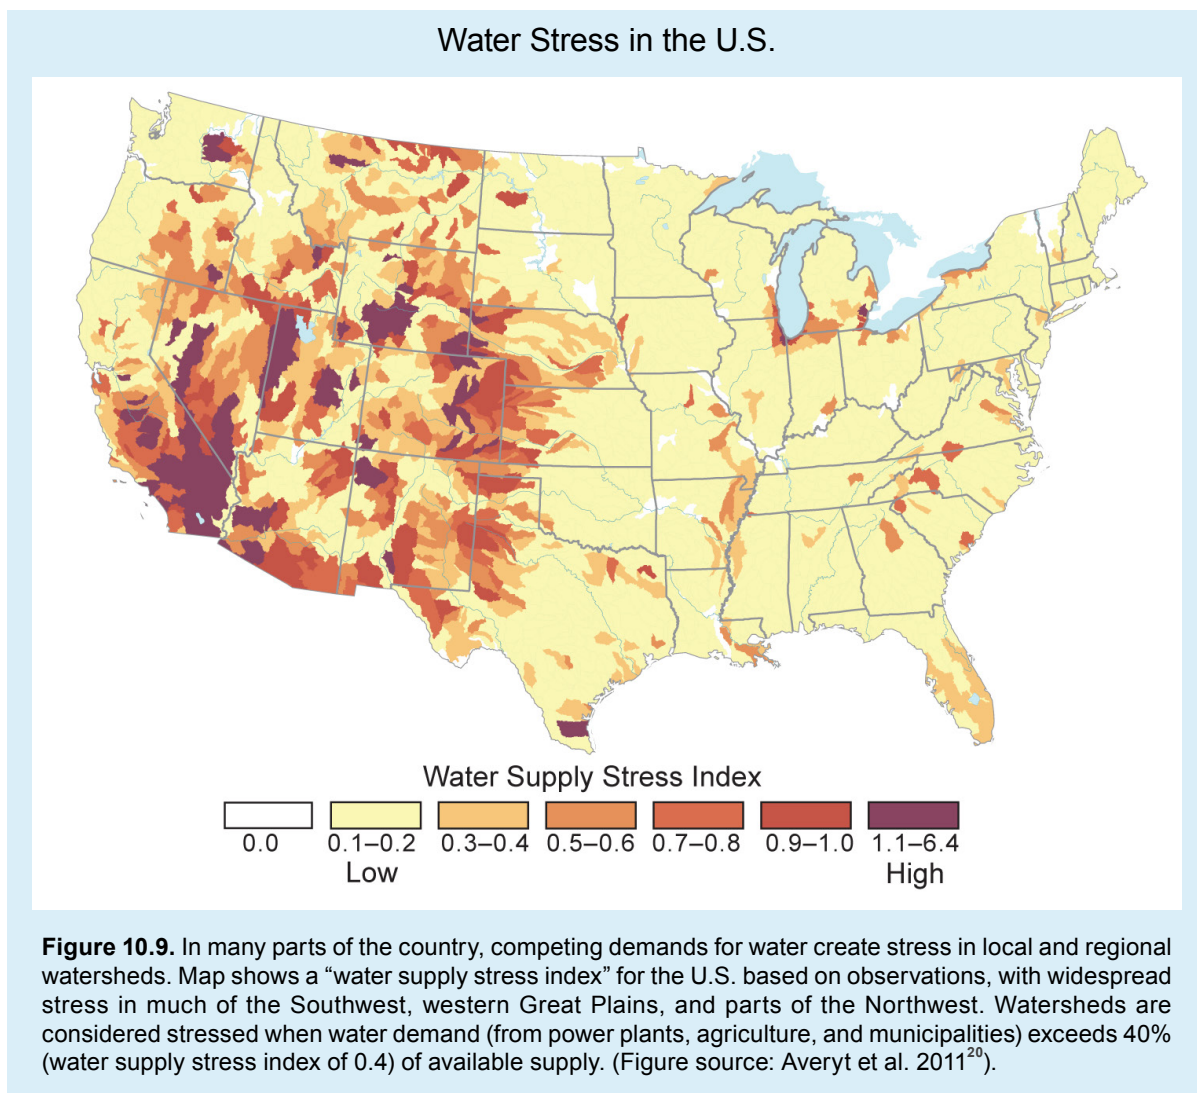 Water Stress in the U.S.
Water Supply Stress Index
0.0 0.1–0.2 0.3–0.4 0.5–0.6 0.7–0.8 0.9–1.0 1.1–6.4
Low High
Figure 10.9. In many parts of the country, competing demands for water create stress in local and regional
watersheds. Map shows a “water supply stress index” for the U.S. based on observations, with widespread
stress in much of the Southwest, western Great Plains, and parts of the Northwest. Watersheds are
considered stressed when water demand (from power plants, agriculture, and municipalities) exceeds 40%
(water supply stress index of 0.4) of available supply. (Figure source: Averyt et al. 2011²⁰).